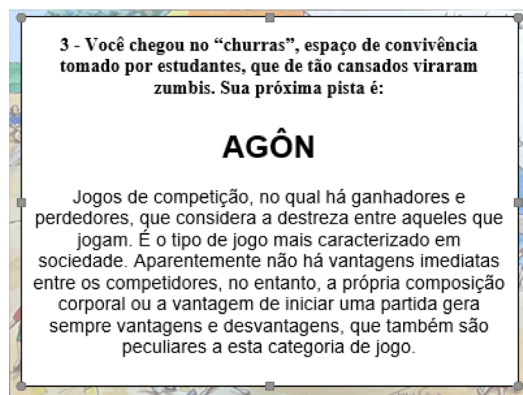 3 - Você chegou no “churras”, espaço de convivência
tomado por estudantes, que de tão cansados viraram
zumbis. Sua próxima pista é:
AGÔN
Jogos de competição, no qual há ganhadores e
perdedores, que considera a destreza entre aqueles que
jogam. É o tipo de jogo mais caracterizado em
sociedade. Aparentemente não há vantagens imediatas
entre os competidores, no entanto, a própria composição
corporal ou a vantagem de iniciar uma partida gera
sempre vantagens e desvantagens, que também são
peculiares a esta categoria de jogo.